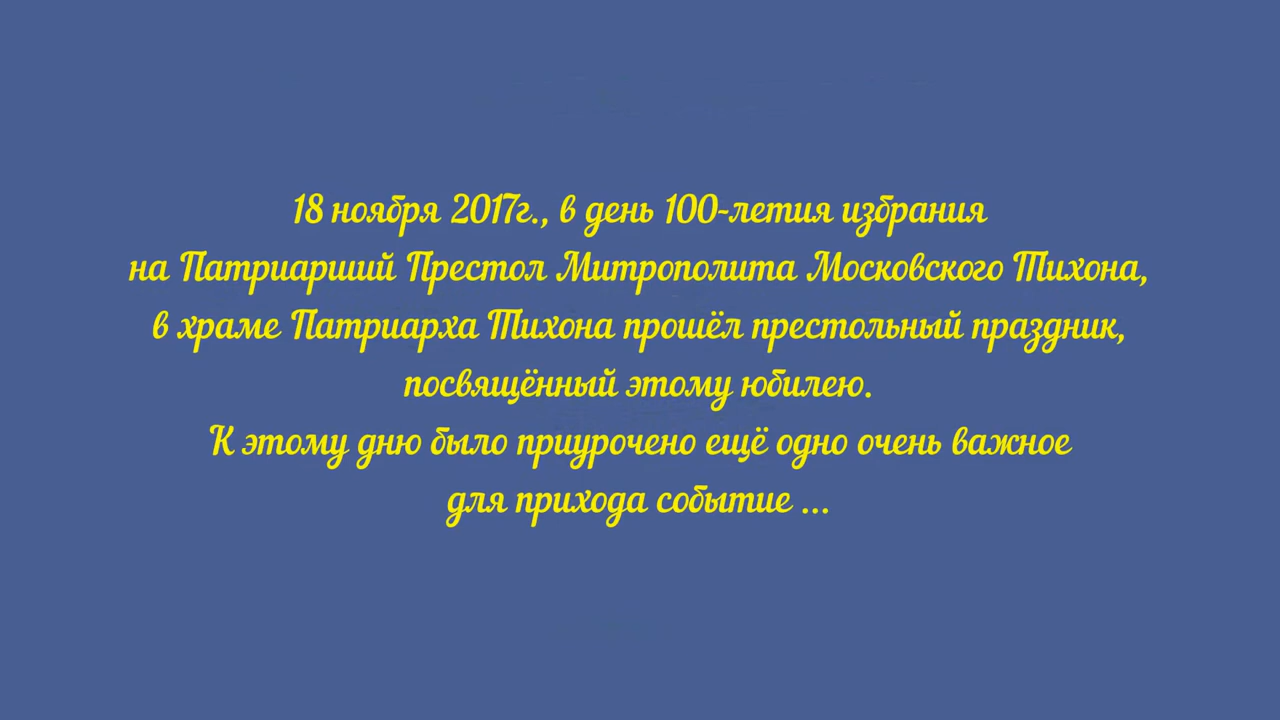 18 ноября 2017г., в день 100-летия избрания
на Патриарший Престол Митрополита Московского Тихона,
в храме Патриарха Тихона прошёл престольный праздник,
посвящённый этому юбилею.
К этому дню было приурочено ещё одно очень важное
для прихода событие ...